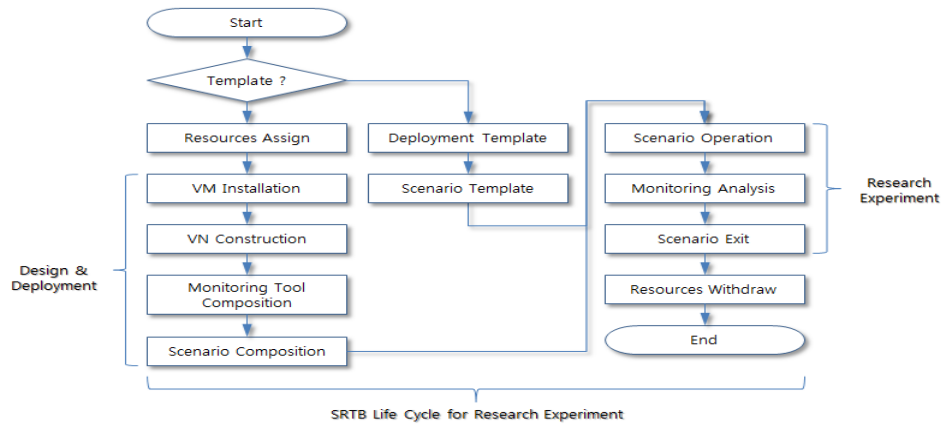 Start
Template ?
Resources Assign
VM Installation
VN Construction
Monitoring Tool
Composition
Scenario Composition
Design &
Deployment
Deployment Template
Scenario Template
Scenario Operation
Monitoring Analysis
Scenario Exit
Resources Withdraw
End
Research
Experiment
SRTB Life Cycle for Research Experiment